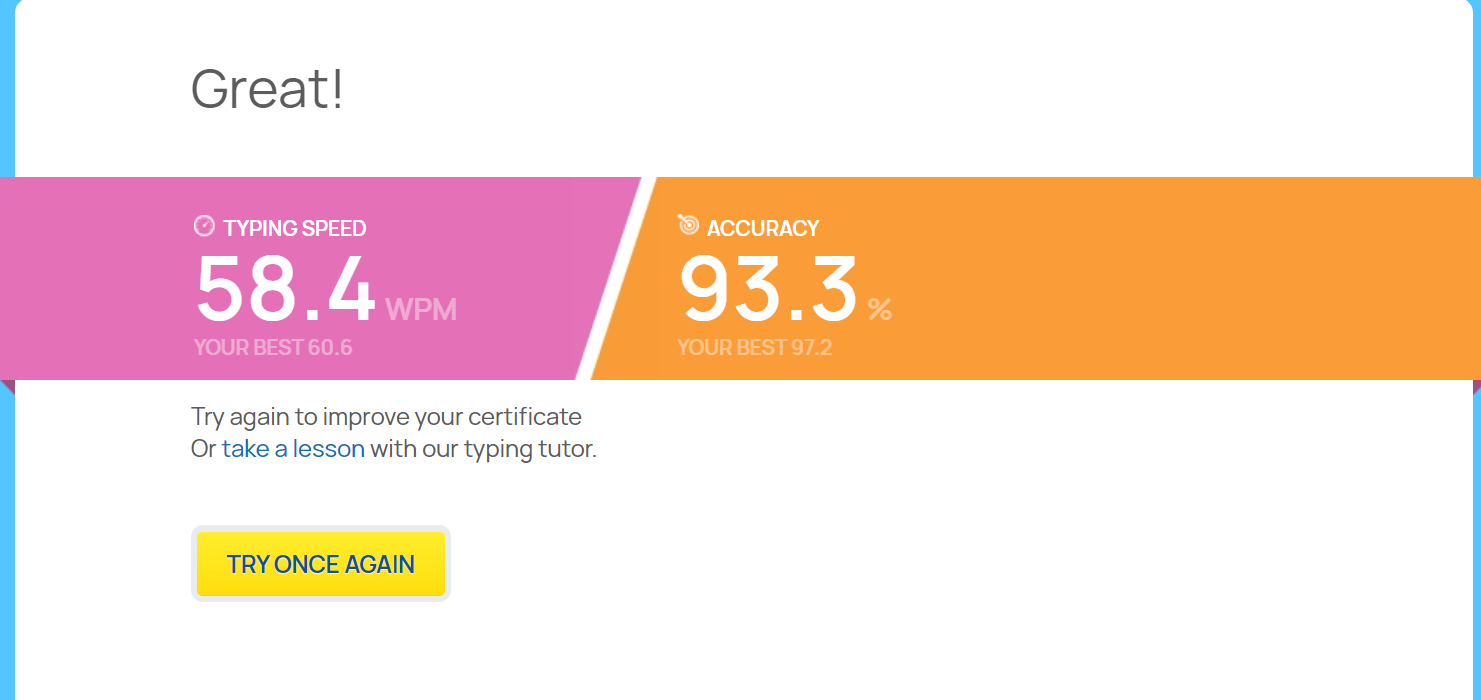 Great!
TYPING SPEED
58.4 WPM
YOUR BEST 60.6
ACCURACY
93.3 %
YOUR BEST 97.2
Try again to improve your certificate
Or take a lesson with our typing tutor.
TRY ONCE AGAIN